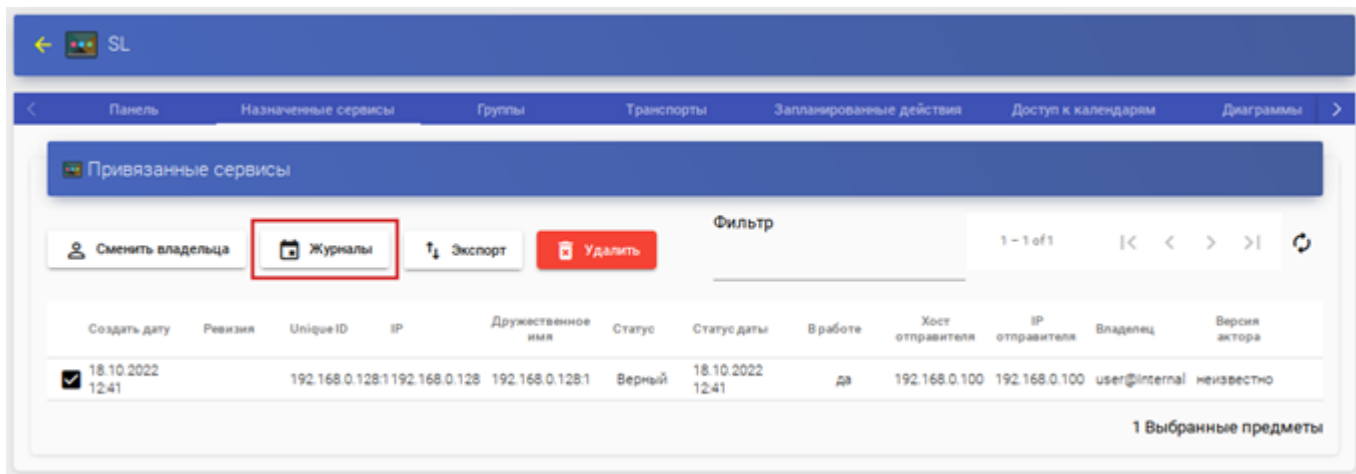 SL
Панель Назначенные сервисы Группы Транспорты Запланированные действия Доступ к календарям Диаграммы
Привязанные сервисы
Сменить владельца Журналы Экспорт Удалить Фильтр 1 – 1 of 1
Создать дату Ревизия Unique ID IP Дружественное имя Статус Статус даты В работе Хост отправителя IP отправителя Владелец Версия актора
18.10.2022 12:41 192.168.0.128:1 192.168.0.128 192.168.0.128:1 Верный 18.10.2022 12:41 да 192.168.0.100 192.168.0.100 user@Internal неизвестно
1 Выбранные предметы